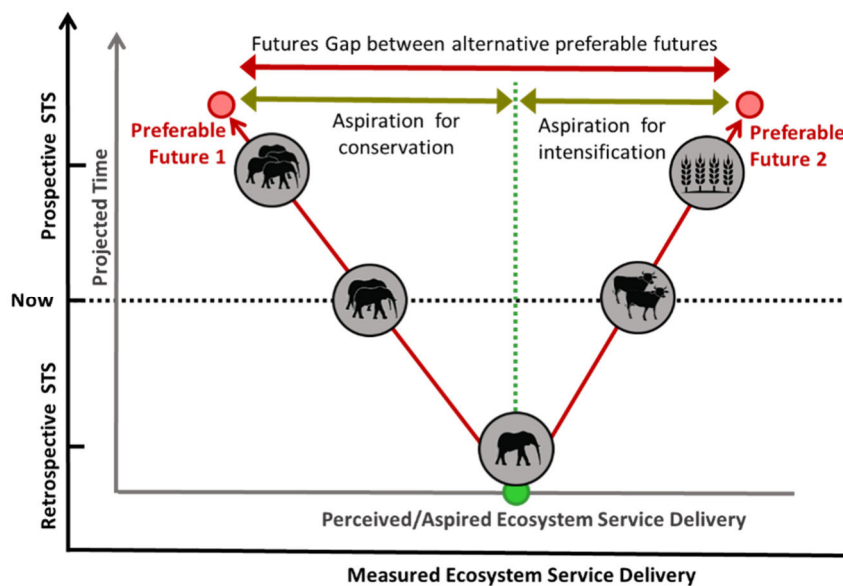 Futures Gap between alternative preferable futures
Aspiration for
conservation
Aspiration for
intensification
Preferable
Future 1
Preferable
Future 2
Prospective STS
Projected Time
Now
Retrospective STS
Perceived/Aspired Ecosystem Service Delivery
Measured Ecosystem Service Delivery